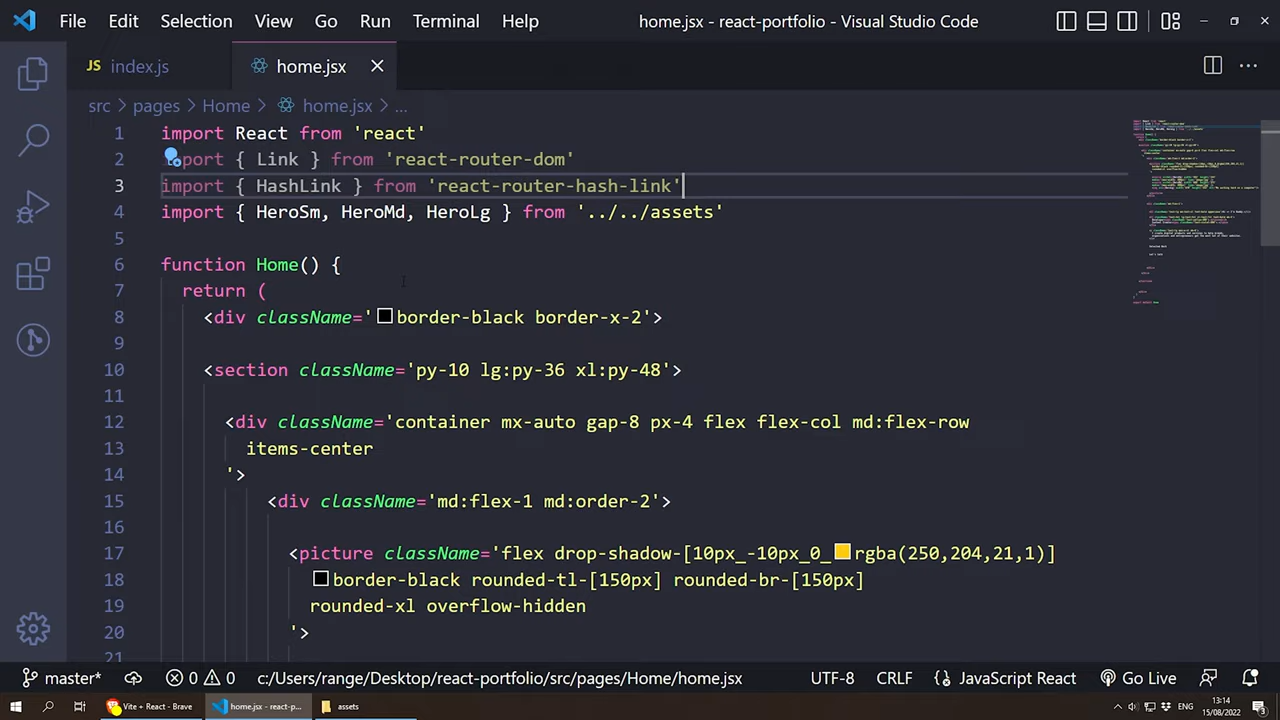 File Edit Selection View Go Run Terminal Help home.jsx - react-portfolio - Visual Studio Code
JS index.js home.jsx
src > pages > Home > home.jsx > ...
1 import React from 'react'
2 import { Link } from 'react-router-dom'
3 import { HashLink } from 'react-router-hash-link'
4 import { HeroSm, HeroMd, HeroLg } from '../../assets'
5
6 function Home() {
7 return (
8 <div className='border-black border-x-2'>
9
10 <section className='py-10 lg:py-36 xl:py-48'>
11
12 <div className='container mx-auto gap-8 px-4 flex flex-col md:flex-row
13 items-center
14 '>
15 <div className='md:flex-1 md:order-2'>
16
17 <picture className='flex drop-shadow-[10px_-10px_0_rgba(250,204,21,1)]
18 border-black rounded-tl-[150px] rounded-br-[150px]
19 rounded-xl overflow-hidden
20 '>
21
master* 0 0 c:/Users/range/Desktop/react-portfolio/src/pages/Home/home.jsx UTF-8 CRLF JavaScript React Go Live
Vite + React - Brave home.jsx - react-p... assets ENG 13:14
15/08/2022 3